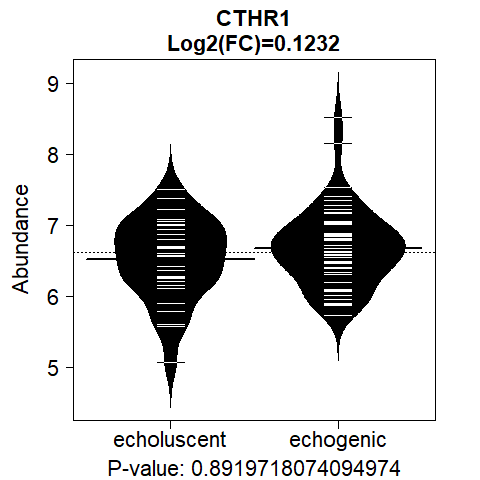 CTHR1
Log2(FC)=0.1232
Abundance
9
8
7
6
5
echoluscent echogenic
P-value: 0.8919718074094974